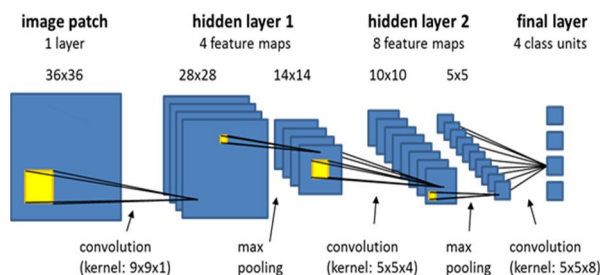 image patch
1 layer
36x36
hidden layer 1
4 feature maps
28x28
14x14
hidden layer 2
8 feature maps
10x10
5x5
final layer
4 class units
convolution
(kernel: 9x9x1)
max
pooling
convolution
(kernel: 5x5x4)
max
pooling
convolution
(kernel: 5x5x8)